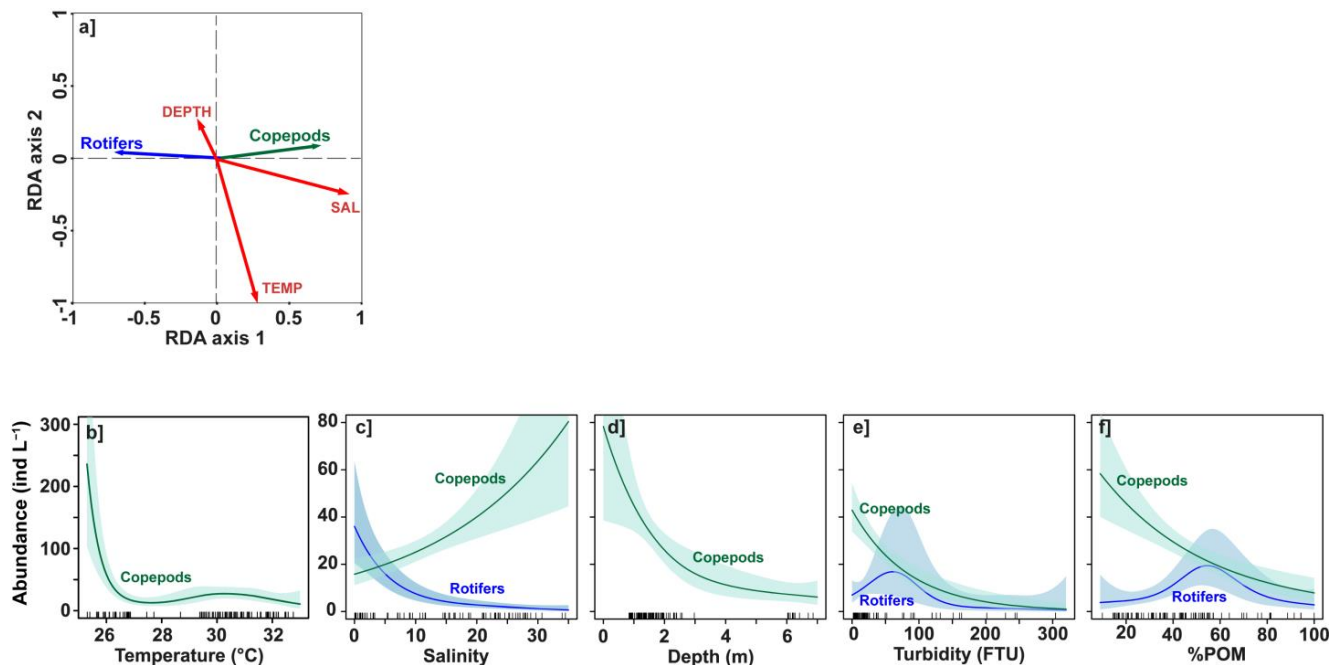 a]
1
0.5
0
-0.5
-1
RDA axis 2
DEPTH
Rotifers
Copepods
SAL
TEMP
-1
-0.5
0
0.5
1
RDA axis 1
Abundance (ind L⁻¹)
b]
300
200
100
50
0
Copepods
26
28
30
32
Temperature (°C)
c]
80
60
40
20
0
Copepods
Rotifers
0
10
20
30
Salinity
d]
Copepods
0
2
4
6
Depth (m)
e]
Copepods
Rotifers
0
100
200
300
Turbidity (FTU)
f]
Copepods
Rotifers
20
40
60
80
100
%POM